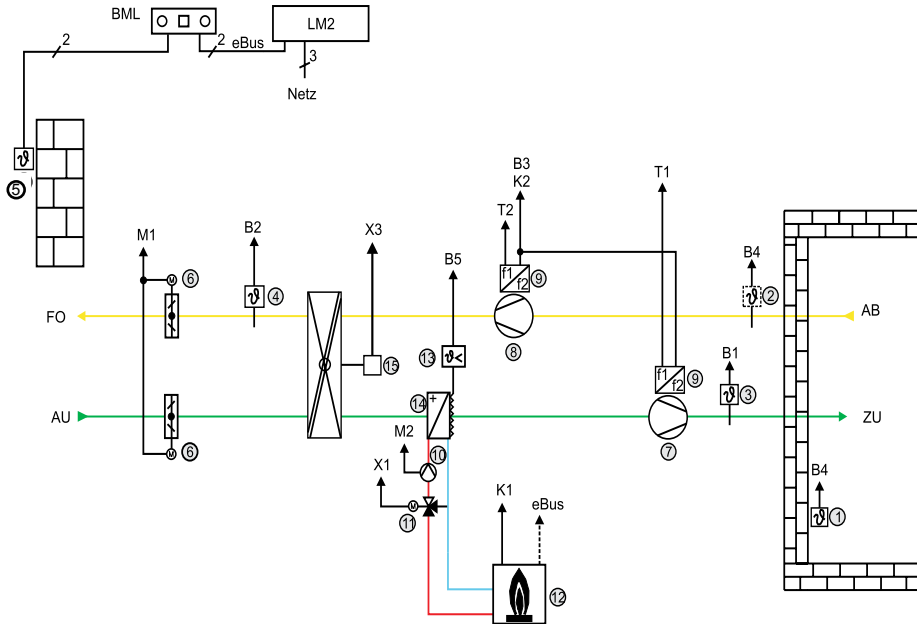 BML
LM2
2
2
eBus
3
Netz
ϑ
5
B3
K2
T1
T2
M1
B2
X3
B5
B4
M
6
ϑ
4
f1
f2
9
ϑ
2
FO
AB
8
13
ϑ<
15
f1
f2
9
B1
ϑ
3
AU
+
14
ZU
M
6
7
M2
10
X1
M
11
K1
eBus
B4
ϑ
1
12